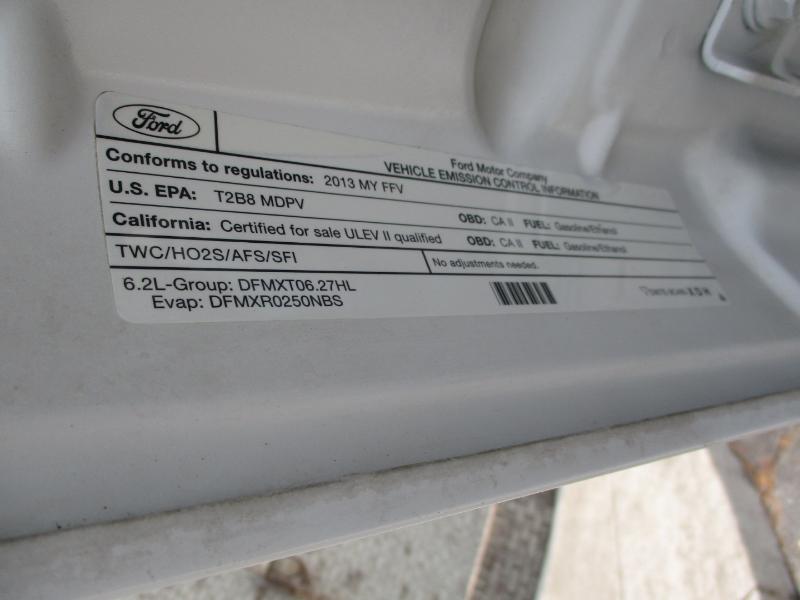 Ford
Ford Motor Company
VEHICLE EMISSION CONTROL INFORMATION
Conforms to regulations: 2013 MY FFV
U.S. EPA: T2B8 MDPV OBD: CA II FUEL: Gasoline/Ethanol
California: Certified for sale ULEV II qualified OBD: CA II FUEL: Gasoline/Ethanol
TWC/HO2S/AFS/SFI No adjustments needed.
6.2L-Group: DFMXT06.27HL
Evap: DFMXR0250NBS